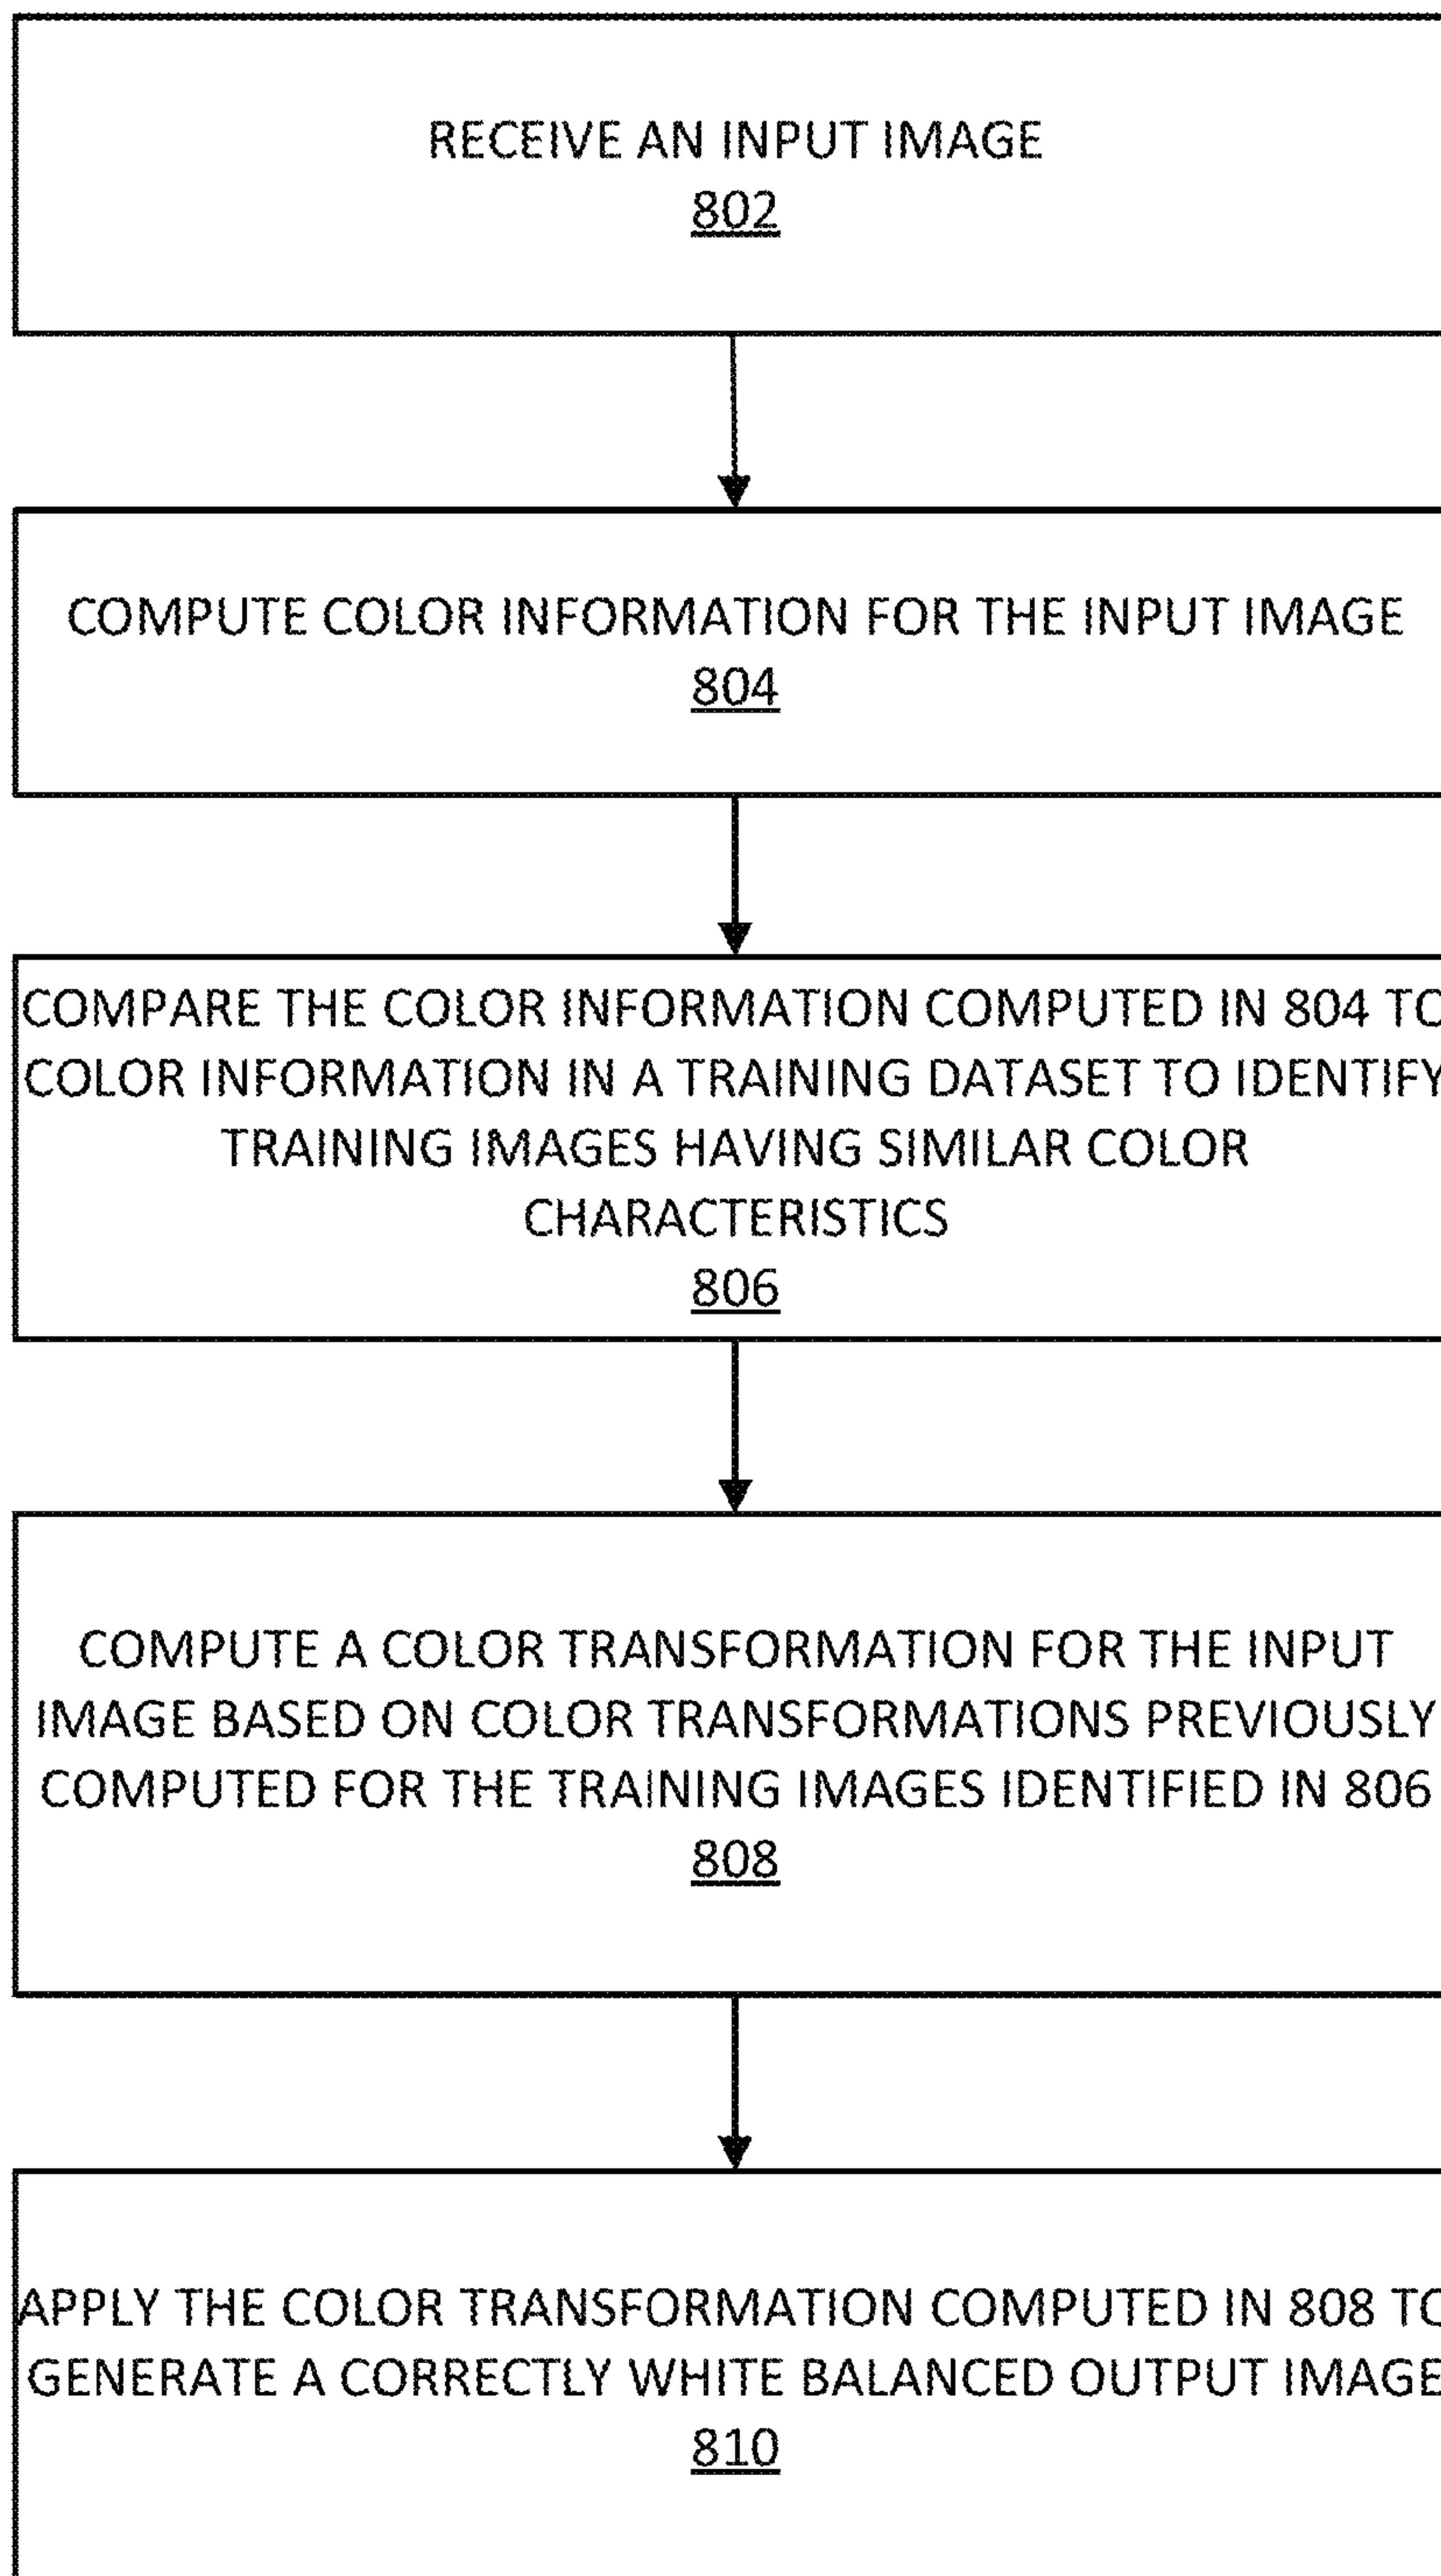 RECEIVE AN INPUT IMAGE
802
COMPUTE COLOR INFORMATION FOR THE INPUT IMAGE
804
COMPARE THE COLOR INFORMATION COMPUTED IN 804 TO
COLOR INFORMATION IN A TRAINING DATASET TO IDENTIFY
TRAINING IMAGES HAVING SIMILAR COLOR
CHARACTERISTICS
806
COMPUTE A COLOR TRANSFORMATION FOR THE INPUT
IMAGE BASED ON COLOR TRANSFORMATIONS PREVIOUSLY
COMPUTED FOR THE TRAINING IMAGES IDENTIFIED IN 806
808
APPLY THE COLOR TRANSFORMATION COMPUTED IN 808 TO
GENERATE A CORRECTLY WHITE BALANCED OUTPUT IMAGE
810